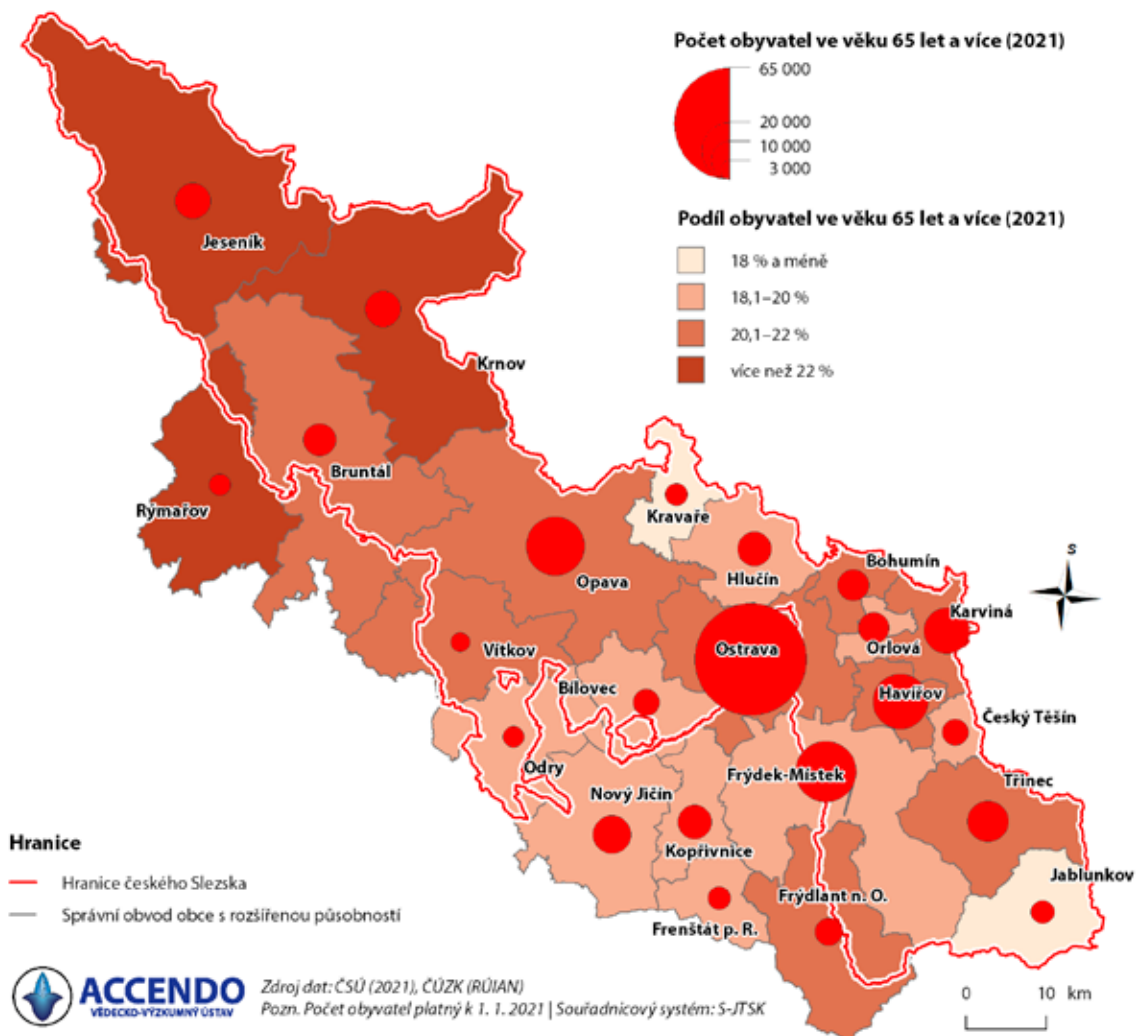 Počet obyvatel ve věku 65 let a více (2021)
65 000
20 000
10 000
3 000
Podíl obyvatel ve věku 65 let a více (2021)
18 % a méně
18,1–20 %
20,1–22 %
více než 22 %
Jeseník
Krnov
Bruntál
Rýmařov
Kravaře
Opava
Hlučín
Bohumín
S
Karviná
Orlová
Ostrava
Vítkov
Bílovec
Havířov
Český Těšín
Odry
Frýdek-Místek
Třinec
Nový Jičín
Kopřivnice
Jablunkov
Frýdlant n. O.
Frenštát p. R.
Hranice
Hranice českého Slezska
Správní obvod obce s rozšířenou působností
ACCENDO
VĚDECKO-VÝZKUMNÝ ÚSTAV
Zdroj dat: ČSÚ (2021), ČÚZK (RÚIAN)
Pozn. Počet obyvatel platný k 1. 1. 2021 | Souřadnicový systém: S-JTSK
0 10 km